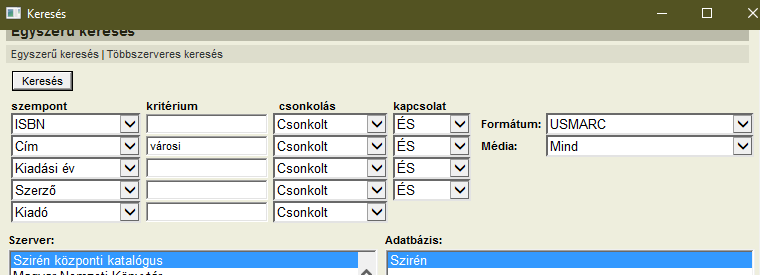 Keresés
Egyszerű keresés
Egyszerű keresés | Többszerveres keresés
Keresés
szempont kritérium csonkolás kapcsolat
ISBN Csonkolt ÉS Formátum: USMARC
Cím városi Csonkolt ÉS Média: Mind
Kiadási év Csonkolt ÉS
Szerző Csonkolt ÉS
Kiadó Csonkolt
Szerver: Adatbázis:
Szirén központi katalógus Szirén
Magyar Nemzeti Könyvtár